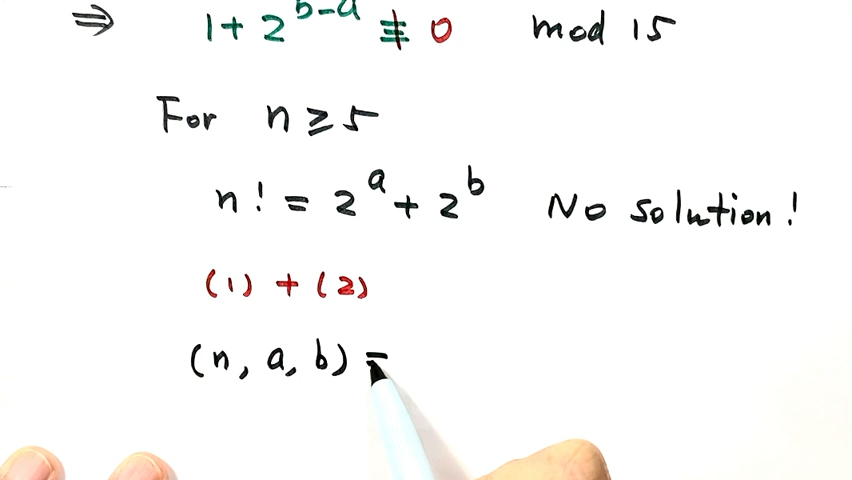 ⇒ 1 + 2^{b-a} ≢ 0 mod 15
For n ≥ 5
n! = 2^a + 2^b No solution!
(1) + (2)
(n, a, b) =